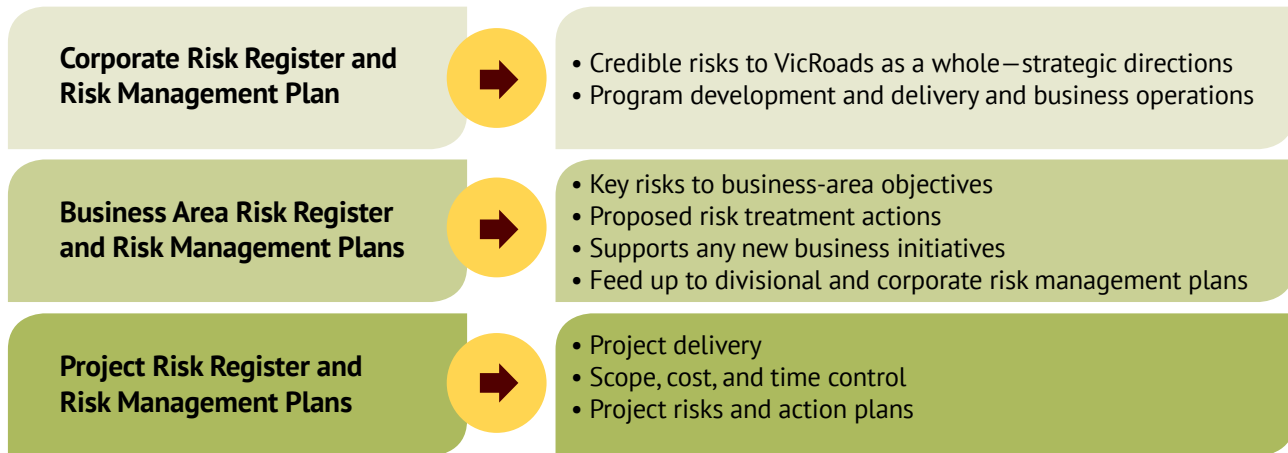 Corporate Risk Register and
Risk Management Plan
• Credible risks to VicRoads as a whole—strategic directions
• Program development and delivery and business operations
Business Area Risk Register
and Risk Management Plans
• Key risks to business-area objectives
• Proposed risk treatment actions
• Supports any new business initiatives
• Feed up to divisional and corporate risk management plans
Project Risk Register and
Risk Management Plans
• Project delivery
• Scope, cost, and time control
• Project risks and action plans